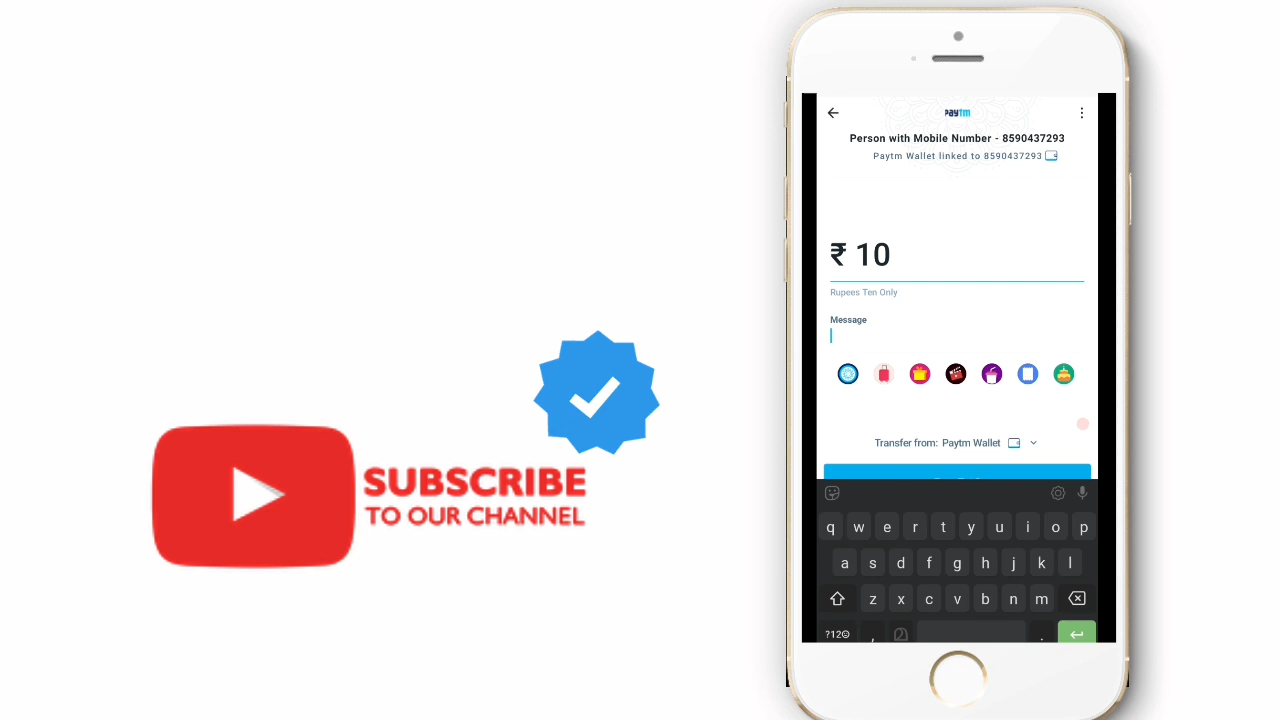 SUBSCRIBE
TO OUR CHANNEL
paytm
Person with Mobile Number - 8590437293
Paytm Wallet linked to 8590437293
₹ 10
Rupees Ten Only
Message
Transfer from: Paytm Wallet
q w e r t y u i o p
a s d f g h j k l
z x c v b n m
?12☺ , .